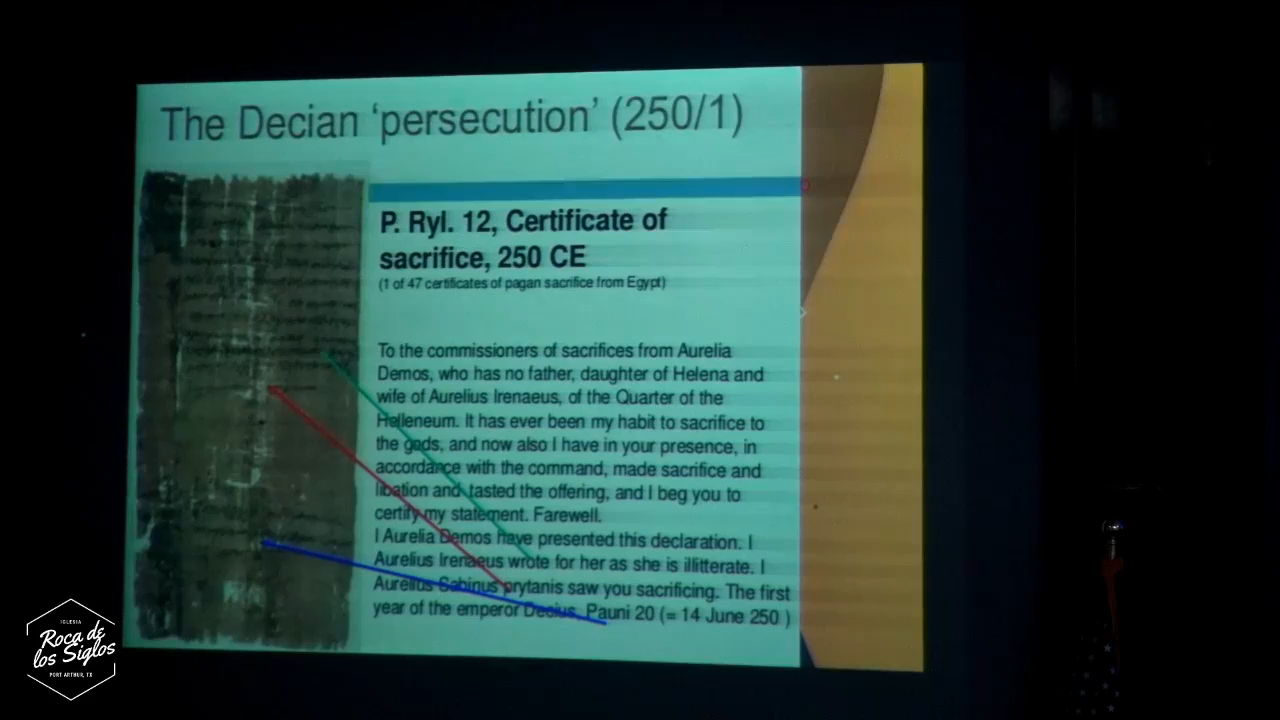 The Decian ‘persecution’ (250/1)
P. Ryl. 12, Certificate of
sacrifice, 250 CE
(1 of 47 certificates of pagan sacrifice from Egypt)
To the commissioners of sacrifices from Aurelia
Demos, who has no father, daughter of Helena and
wife of Aurelius Irenaeus, of the Quarter of the
Helleneum. It has ever been my habit to sacrifice to
the gods, and now also I have in your presence, in
accordance with the command, made sacrifice and
libation and tasted the offering, and I beg you to
certify my statement. Farewell.
I Aurelia Demos have presented this declaration. I
Aurelius Irenaeus wrote for her as she is illitterate. I
Aurelius Sabinus prytanis saw you sacrificing. The first
year of the emperor Decius, Pauni 20 (= 14 June 250 )
IGLESIA
Roca de
los Siglos
PORT ARTHUR, TX